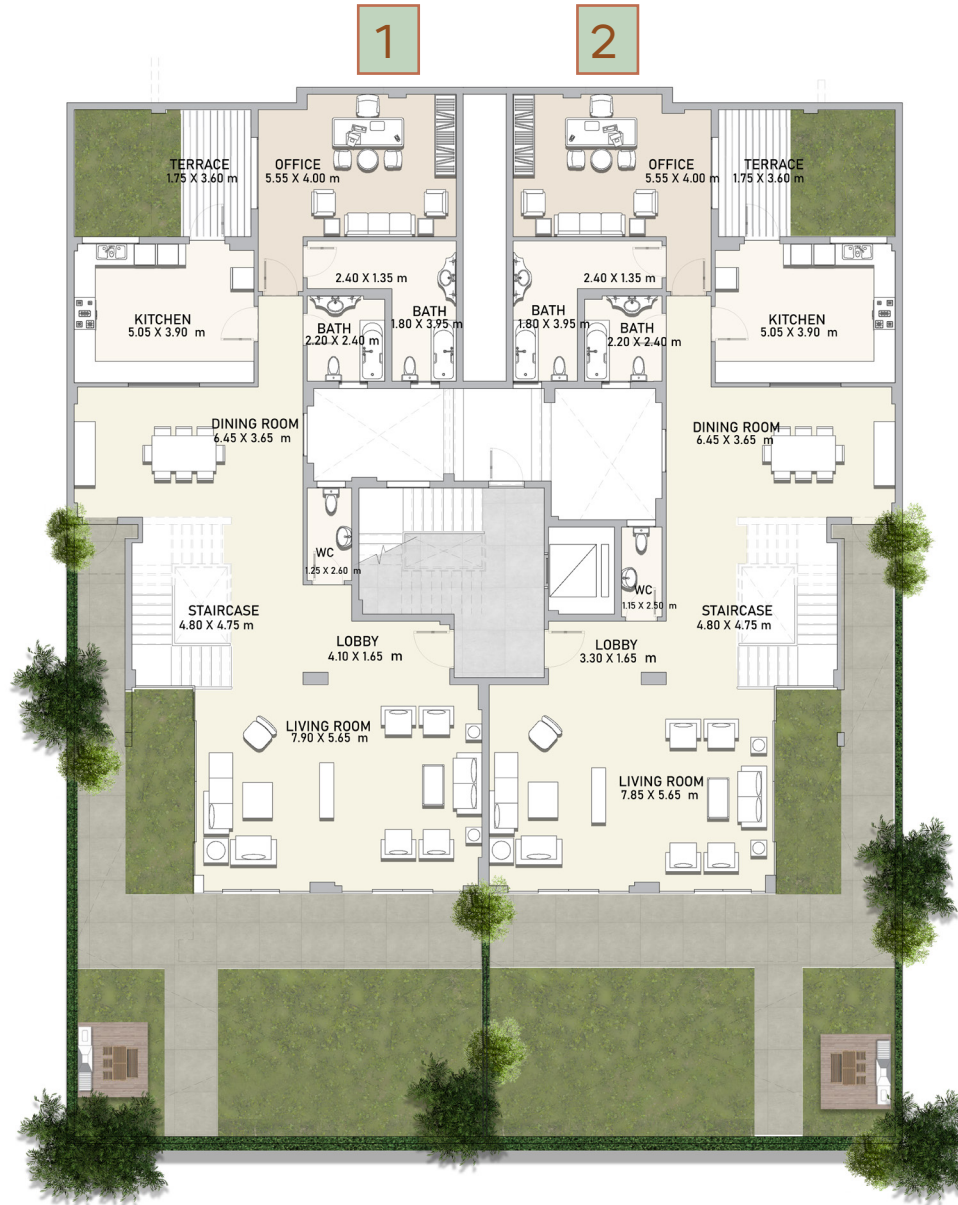 1
2
TERRACE
1.75 X 3.60 m
OFFICE
5.55 X 4.00 m
OFFICE
5.55 X 4.00 m
TERRACE
1.75 X 3.60 m
2.40 X 1.35 m
2.40 X 1.35 m
KITCHEN
5.05 X 3.90 m
BATH
2.20 X 2.40 m
BATH
1.80 X 3.95 m
BATH
1.80 X 3.95 m
BATH
2.20 X 2.40 m
KITCHEN
5.05 X 3.90 m
DINING ROOM
6.45 X 3.65 m
DINING ROOM
6.45 X 3.65 m
WC
1.25 X 2.60 m
WC
1.15 X 2.50 m
STAIRCASE
4.80 X 4.75 m
STAIRCASE
4.80 X 4.75 m
LOBBY
4.10 X 1.65 m
LOBBY
3.30 X 1.65 m
LIVING ROOM
7.90 X 5.65 m
LIVING ROOM
7.85 X 5.65 m